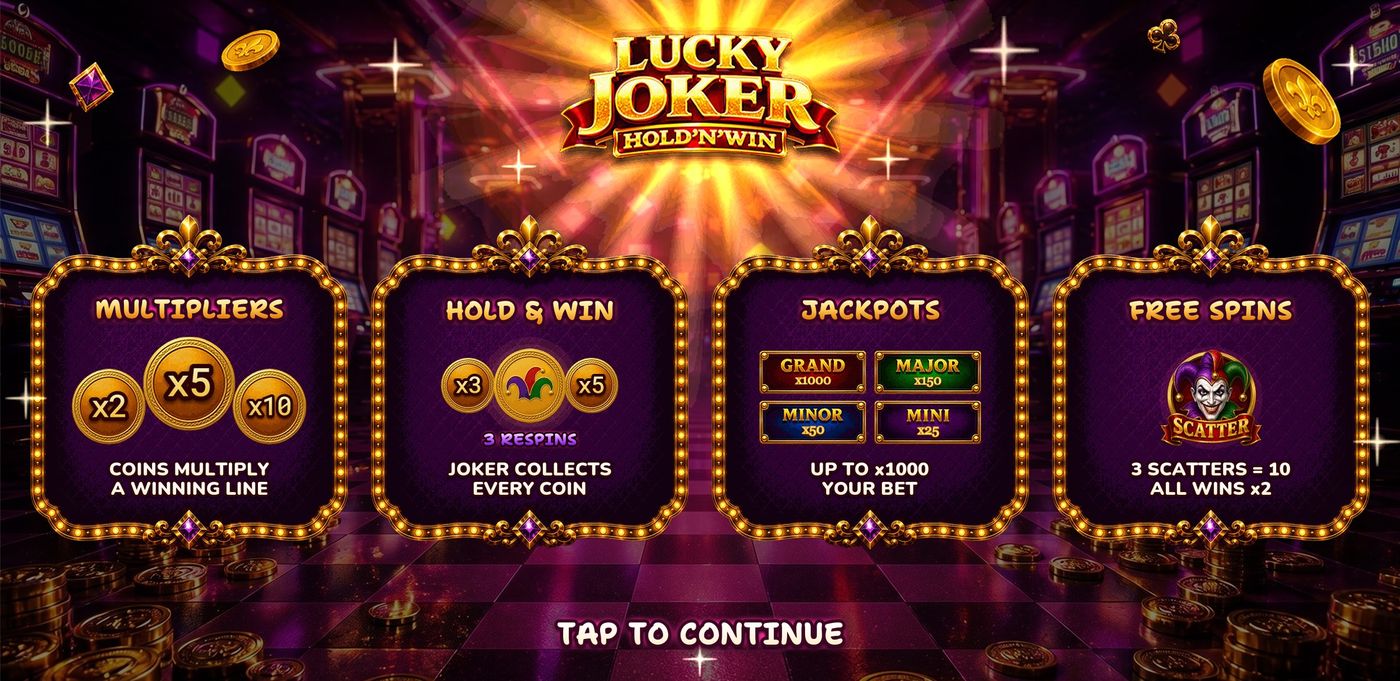 LUCKY
JOKER
HOLD'N'WIN
MULTIPLIERS
x2
x5
x10
COINS MULTIPLY
A WINNING LINE
HOLD & WIN
x3
x5
3 RESPINS
JOKER COLLECTS
EVERY COIN
JACKPOTS
GRAND
x1000
MAJOR
x150
MINOR
x50
MINI
x25
UP TO x1000
YOUR BET
FREE SPINS
SCATTER
3 SCATTERS = 10
ALL WINS x2
TAP TO CONTINUE